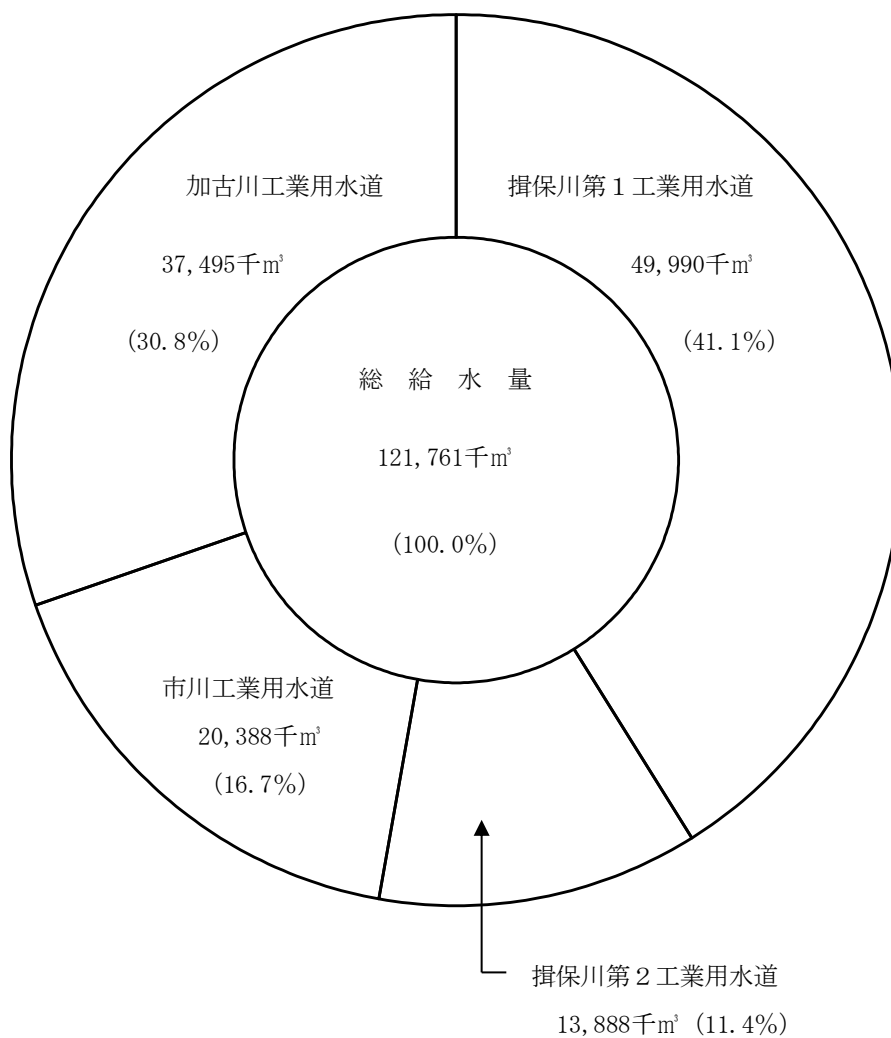 加古川工業用水道
37,495千㎥
(30.8%)
揖保川第１工業用水道
49,990千㎥
(41.1%)
総　給　水　量
121,761千㎥
(100.0%)
市川工業用水道
20,388千㎥
(16.7%)
揖保川第２工業用水道
13,888千㎥ (11.4%)